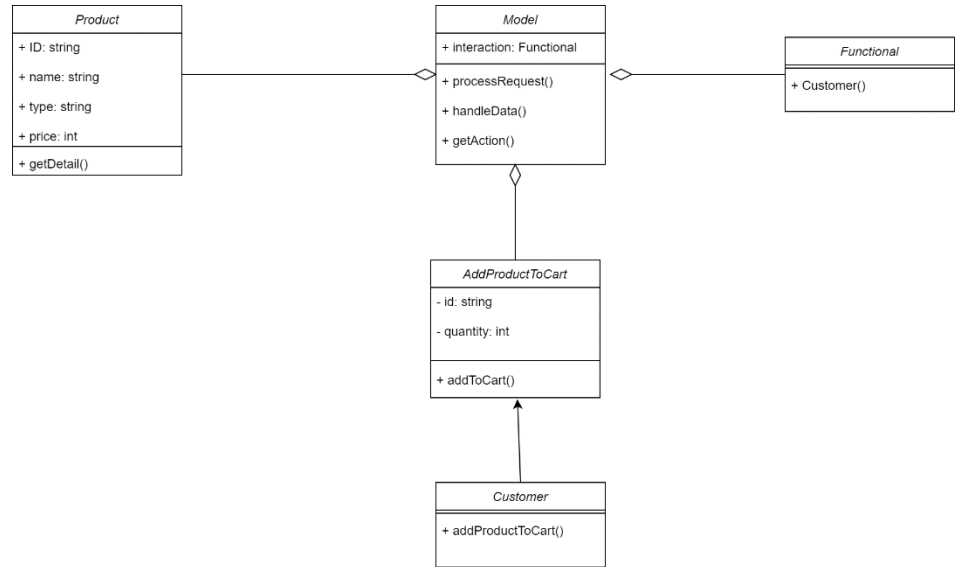 Product
+ ID: string
+ name: string
+ type: string
+ price: int
+ getDetail()
Model
+ interaction: Functional
+ processRequest()
+ handleData()
+ getAction()
Functional
+ Customer()
AddProductToCart
- id: string
- quantity: int
+ addToCart()
Customer
+ addProductToCart()